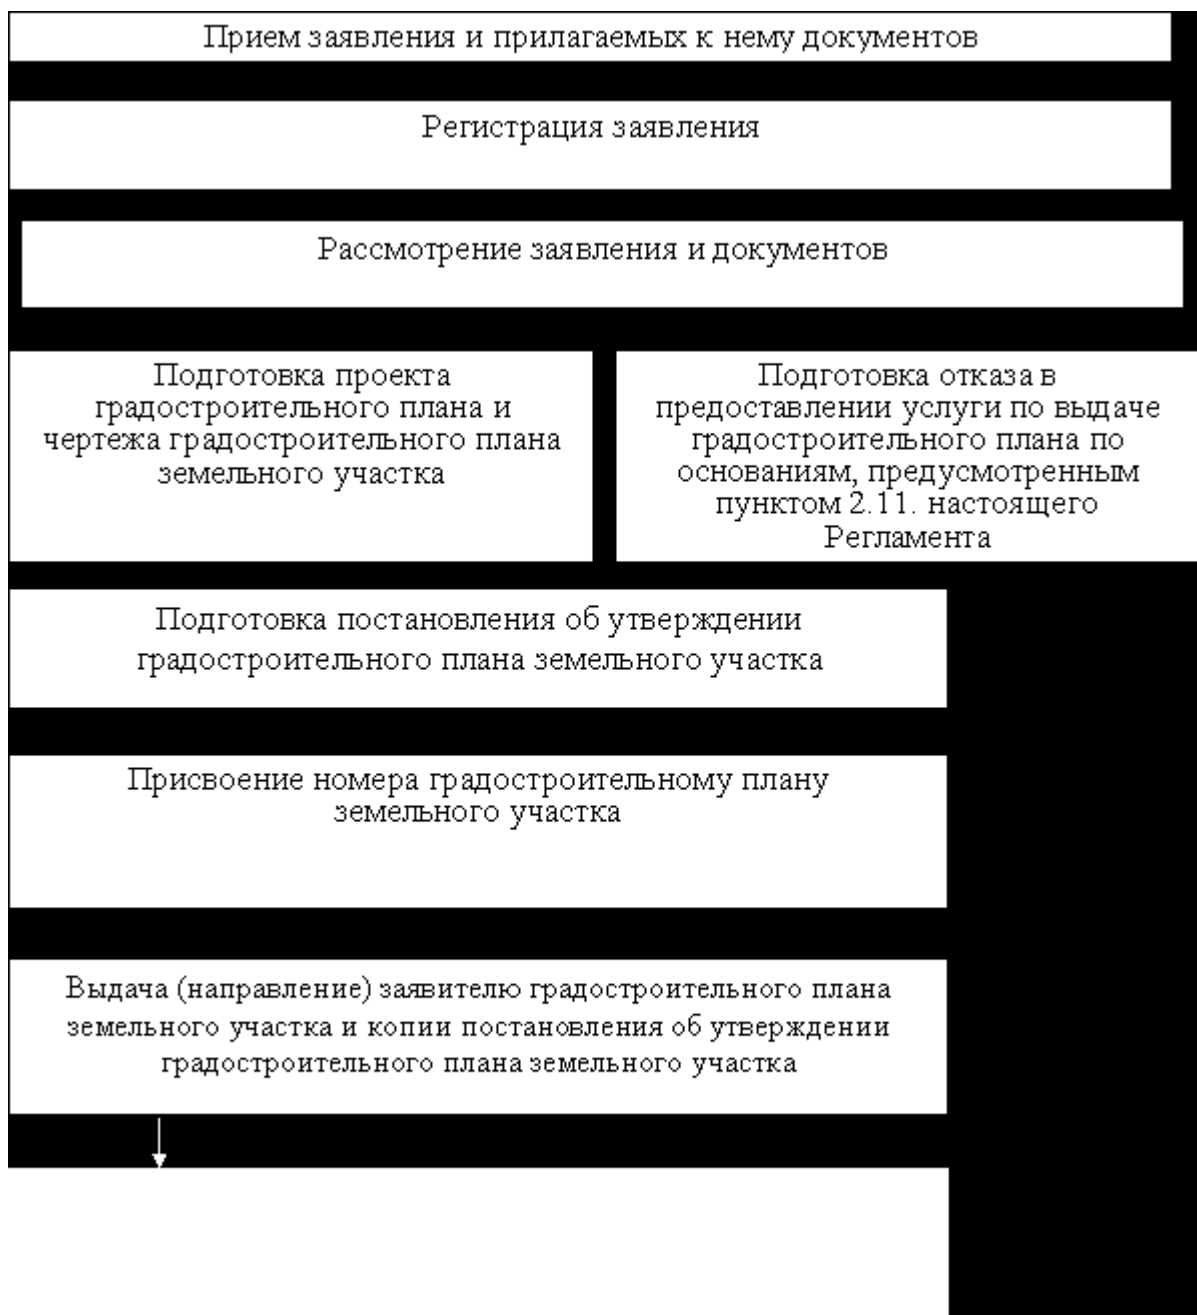 Прием заявления и прилагаемых к нему документов
Регистрация заявления
Рассмотрение заявления и документов
Подготовка проекта
градостроительного плана и
чертежа градостроительного плана
земельного участка
Подготовка отказа в
предоставлении услуги по выдаче
градостроительного плана по
основаниям, предусмотренным
пунктом 2.11. настоящего
Регламента
Подготовка постановления об утверждении
градостроительного плана земельного участка
Присвоение номера градостроительному плану
земельного участка
Выдача (направление) заявителю градостроительного плана
земельного участка и копии постановления об утверждении
градостроительного плана земельного участка